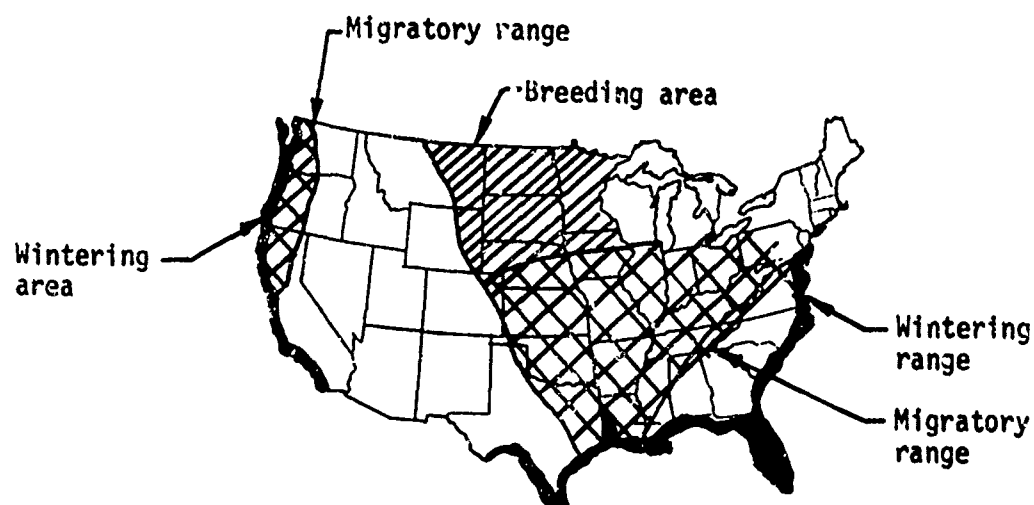 Migratory range
Breeding area
Wintering
area
Wintering
range
Migratory
range